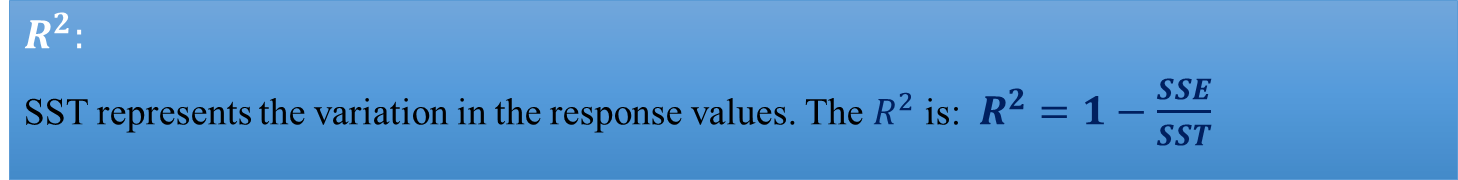 R²:
SST represents the variation in the response values. The R² is: R² = 1 − SSE/SST